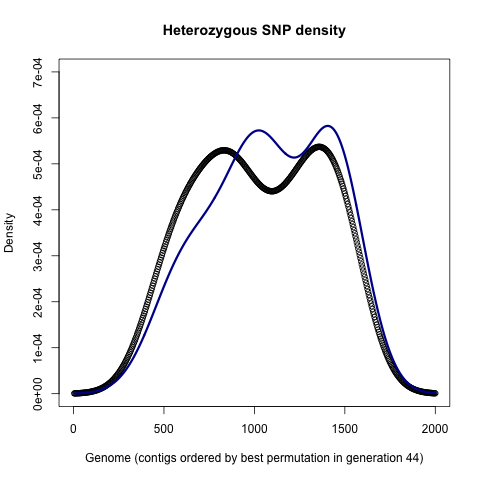 Heterozygous SNP density
7e-04
6e-04
5e-04
4e-04
3e-04
2e-04
1e-04
0e+00
Density
0 500 1000 1500 2000
Genome (contigs ordered by best permutation in generation 44)